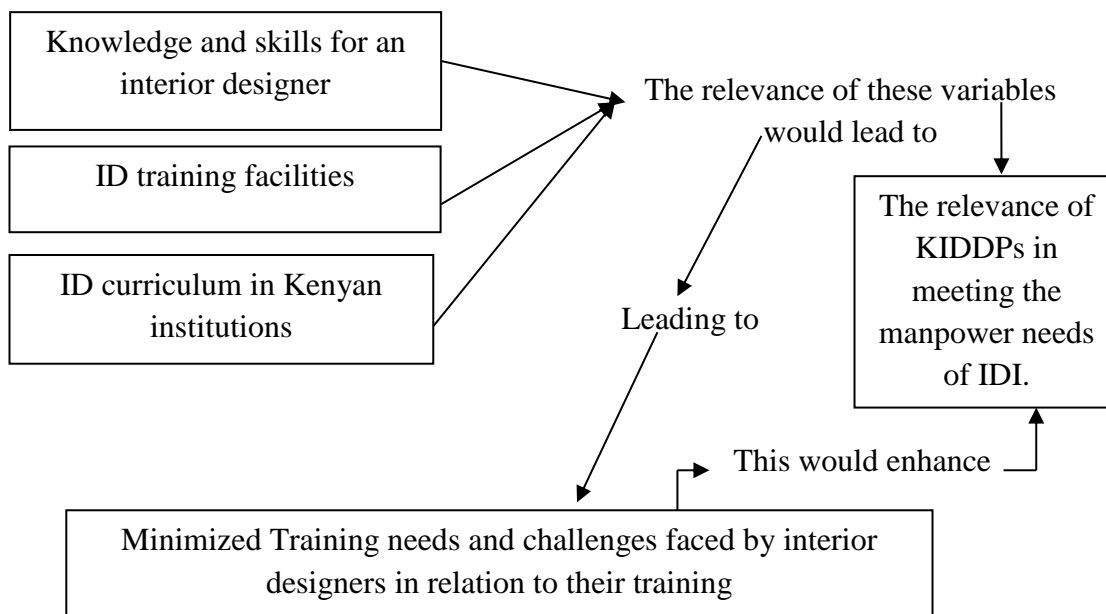 Knowledge and skills for an
interior designer
ID training facilities
ID curriculum in Kenyan
institutions
The relevance of these variables
would lead to
The relevance of
KIDDPs in
meeting the
manpower needs
of IDI.
Leading to
This would enhance
Minimized Training needs and challenges faced by interior
designers in relation to their training